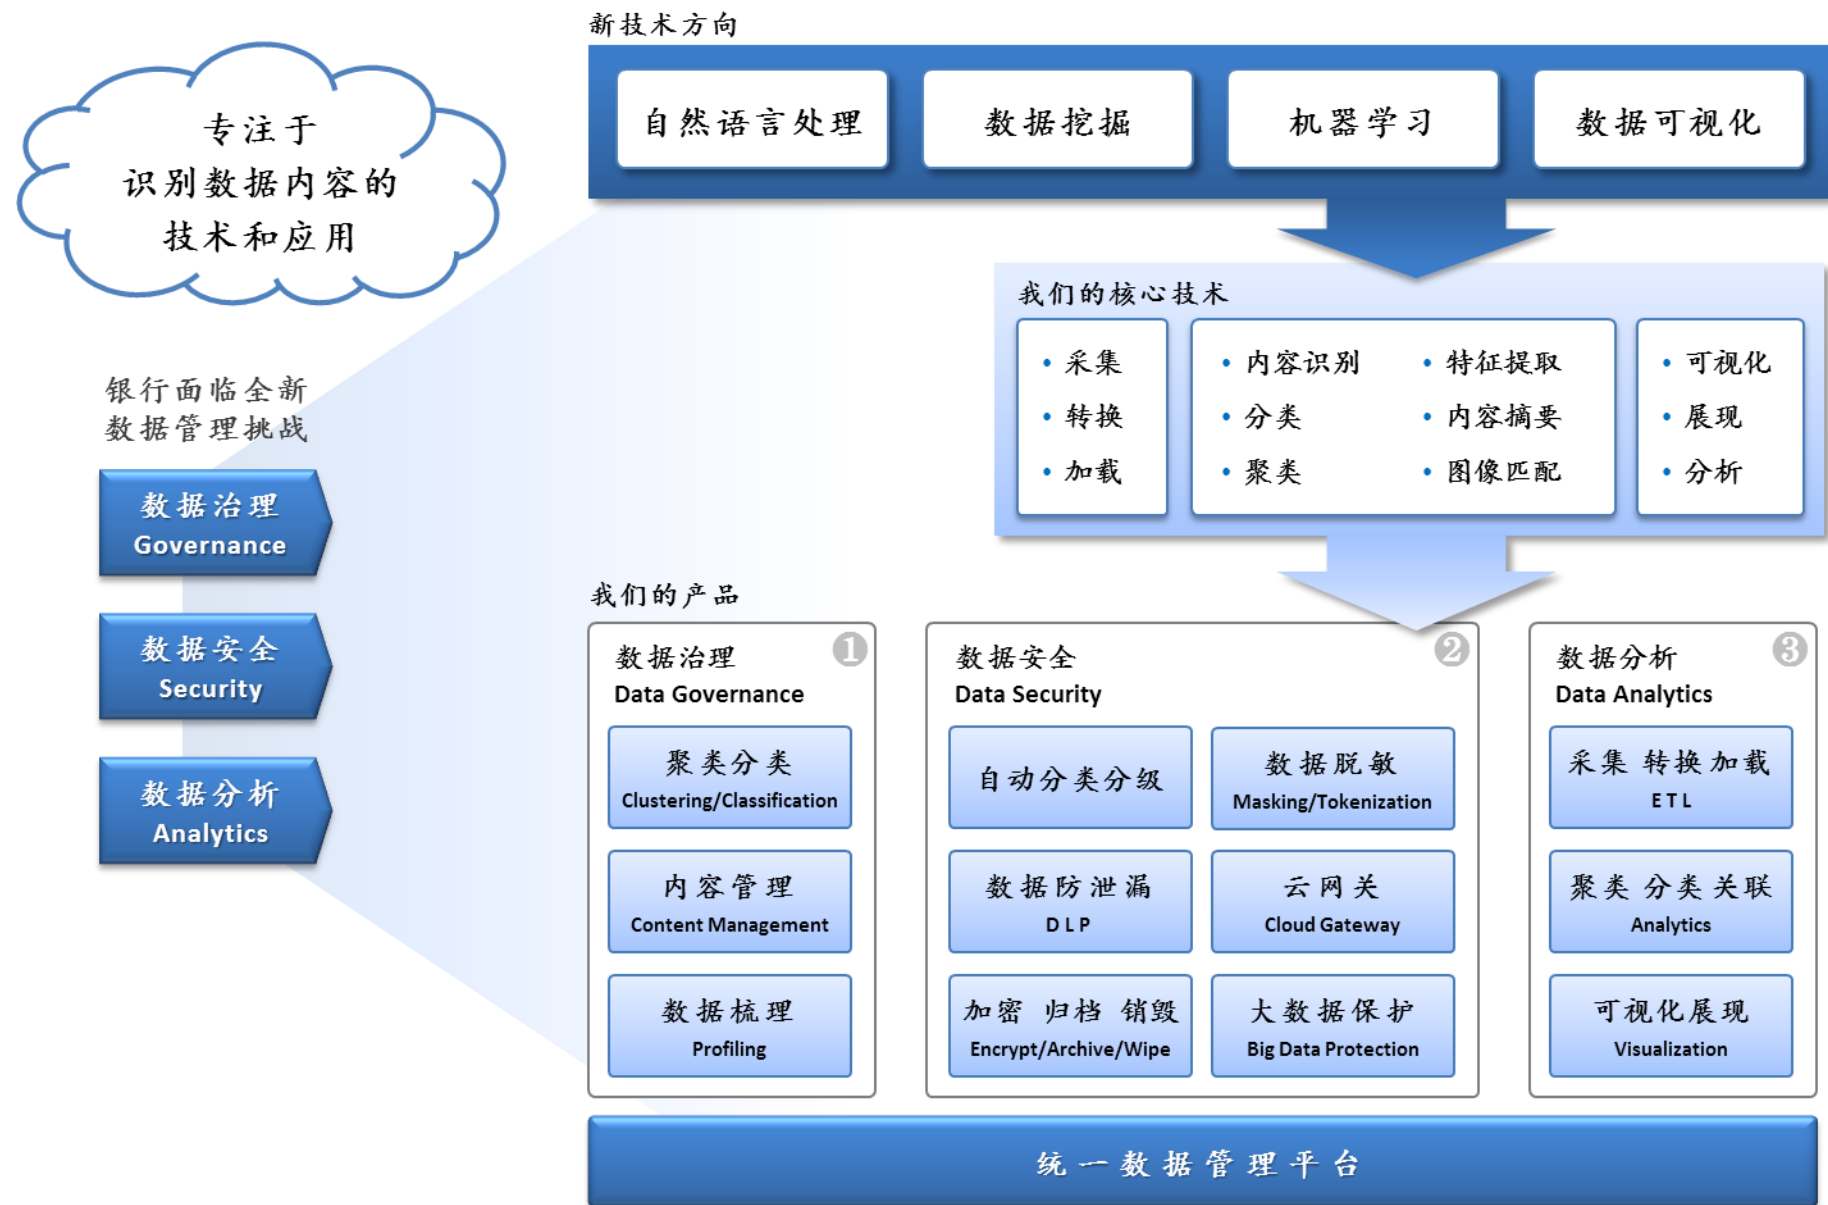 专注于
识别数据内容的
技术和应用
银行面临全新
数据管理挑战
数据治理
Governance
数据安全
Security
数据分析
Analytics
新技术方向
自然语言处理
数据挖掘
机器学习
数据可视化
我们的核心技术
• 采集
• 转换
• 加载
• 内容识别
• 分类
• 聚类
• 特征提取
• 内容摘要
• 图像匹配
• 可视化
• 展现
• 分析
我们的产品
数据治理
1
Data Governance
聚类分类
Clustering/Classification
内容管理
Content Management
数据梳理
Profiling
数据安全
2
Data Security
自动分类分级
数据脱敏
Masking/Tokenization
数据防泄漏
D L P
云网关
Cloud Gateway
加密 归档 销毁
Encrypt/Archive/Wipe
大数据保护
Big Data Protection
数据分析
3
Data Analytics
采集 转换加载
E T L
聚类 分类关联
Analytics
可视化展现
Visualization
统一数据管理平台